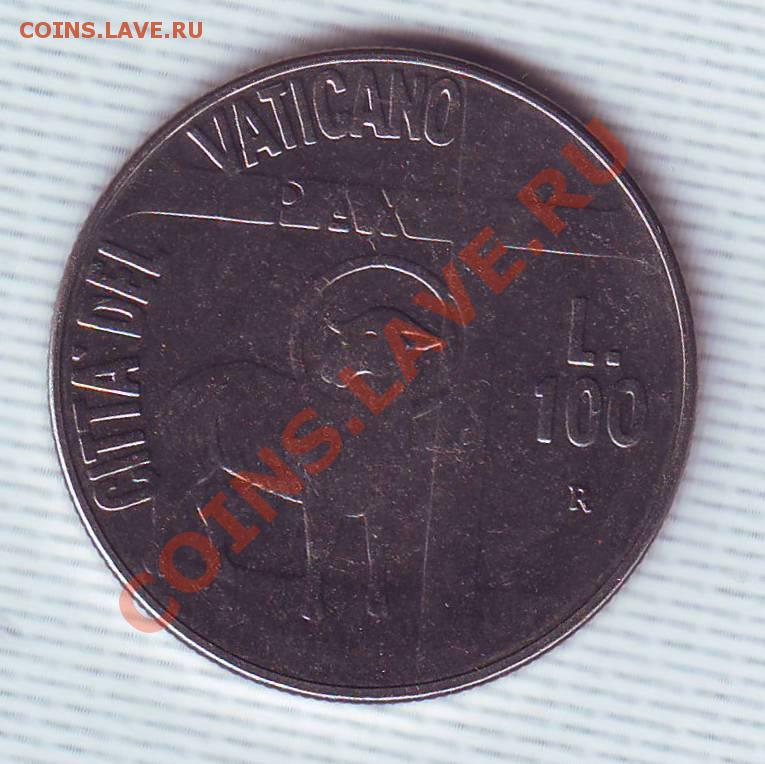 COINS.LAVE.RU
CITTA' DEL VATICANO
PAX
L.
100
R
COINS.LAVE.RU